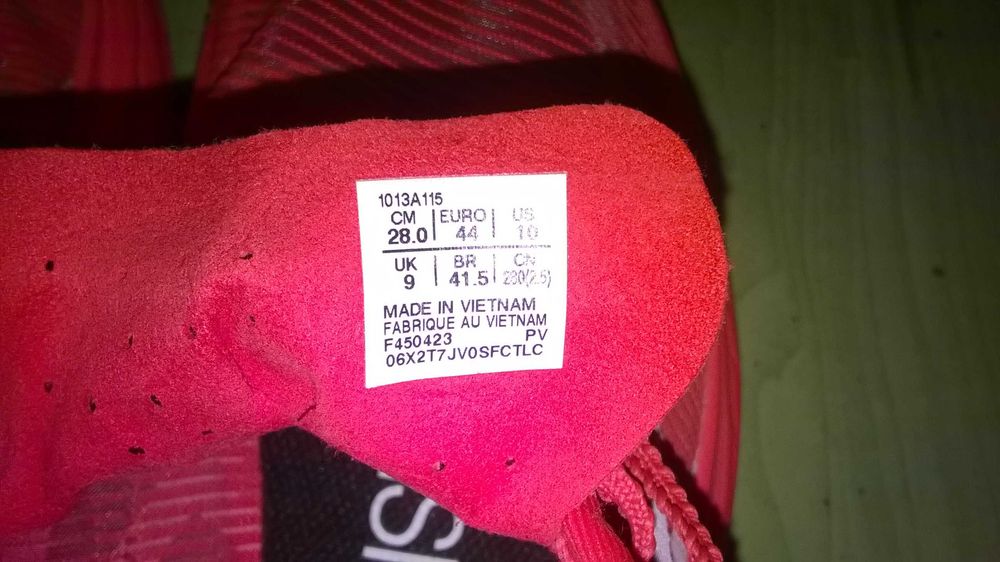 1013A115
CM EURO US
28.0 44 10
UK BR CN
9 41.5 280(2.5)
MADE IN VIETNAM
FABRIQUE AU VIETNAM
F450423 PV
06X2T7JV0SFCTLC